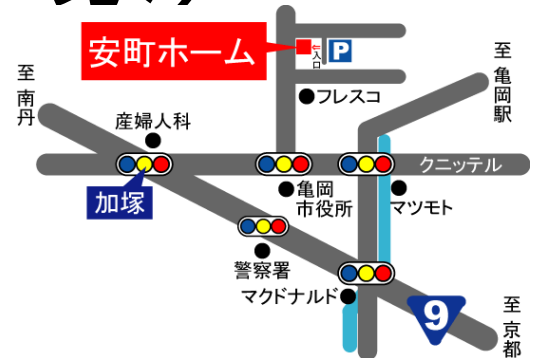 安町ホーム
入口
P
至亀岡駅
至南丹
フレスコ
産婦人科
クニッテル
加塚
亀岡
市役所
マツモト
警察署
マクドナルド
9
至京都